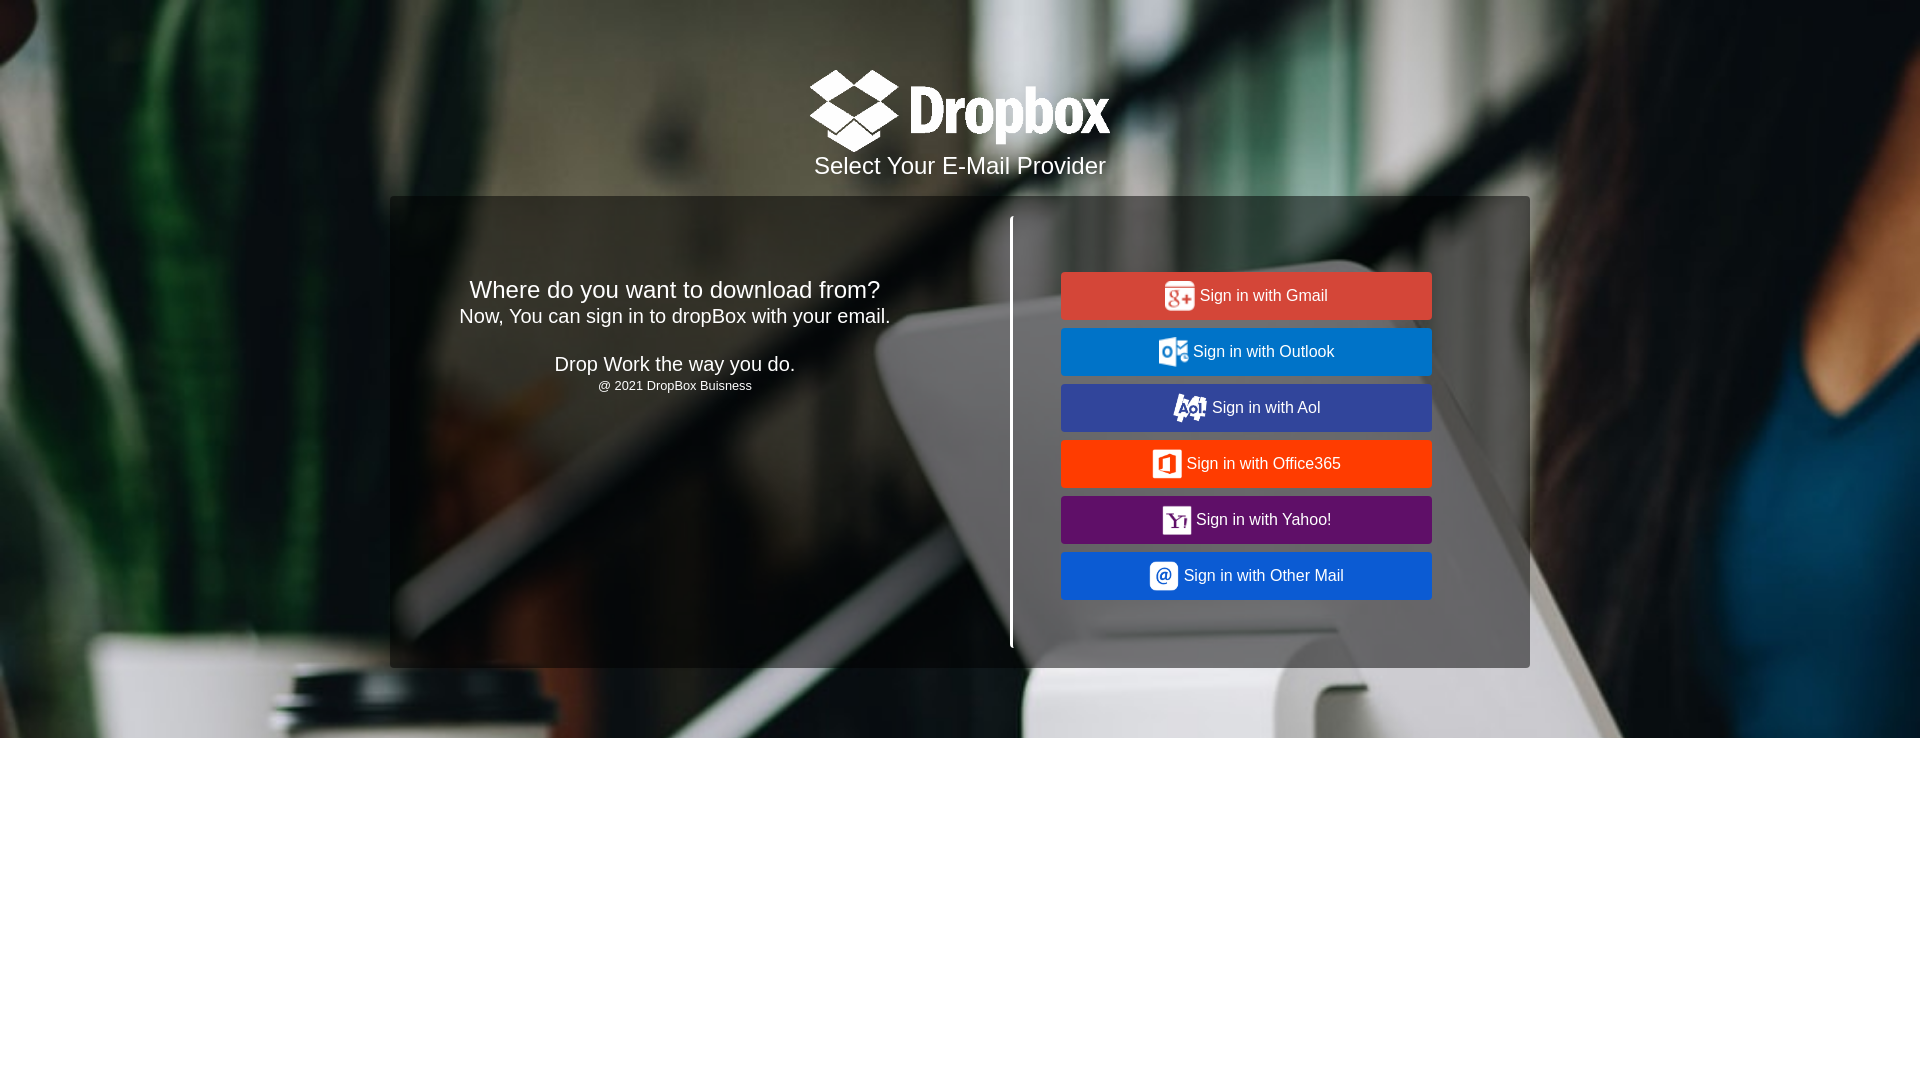 Dropbox
Select Your E-Mail Provider
Where do you want to download from?
Now, You can sign in to dropBox with your email.
Drop Work the way you do.
@ 2021 DropBox Buisness
g+ Sign in with Gmail
O Sign in with Outlook
Aol. Sign in with Aol
Sign in with Office365
Y! Sign in with Yahoo!
@ Sign in with Other Mail